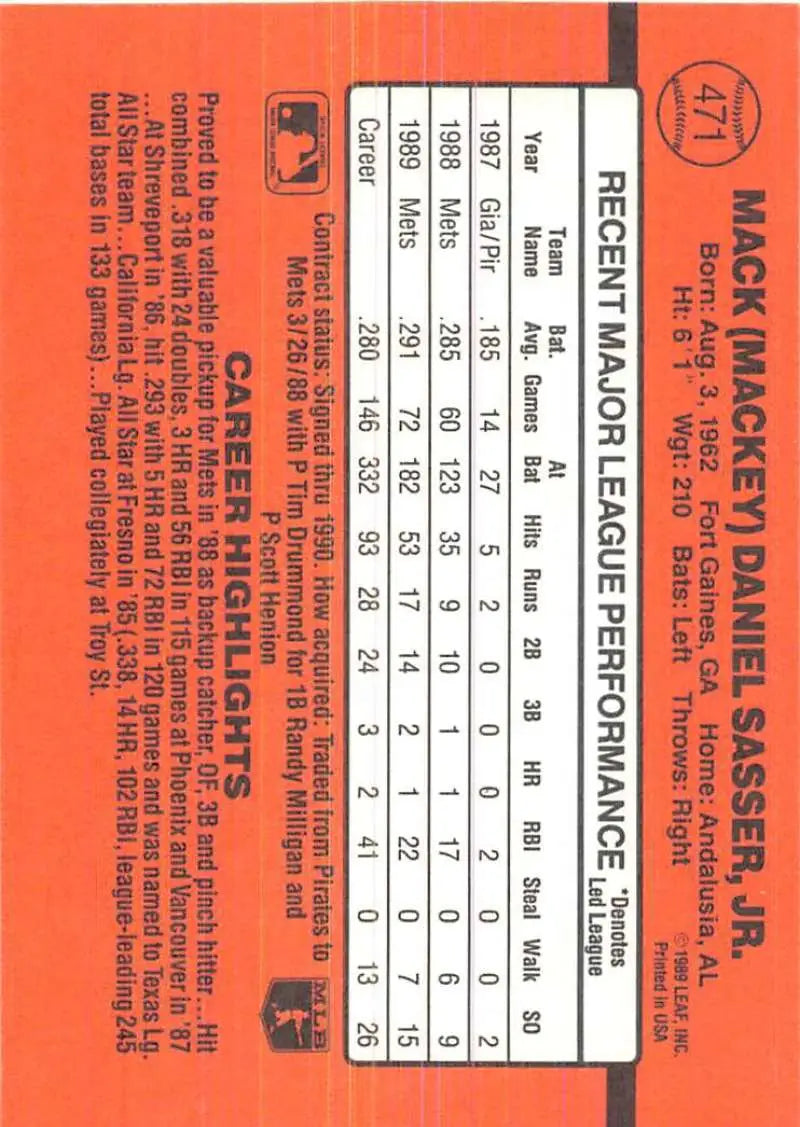 471
MACK (MACKEY) DANIEL SASSER, JR.
Born: Aug. 3, 1962 Fort Gaines, GA Home: Andalusia, AL
Ht: 6'1" Wgt: 210 Bats: Left Throws: Right
©1989 LEAF, INC.
Printed in USA
RECENT MAJOR LEAGUE PERFORMANCE *Denotes Led League
Year Team Name Bat. Avg. Games At Bat Hits Runs 2B 3B HR RBI Steal Walk SO
1987 Gia/Pir .185 14 27 5 2 0 0 0 2 0 0 2
1988 Mets .285 60 123 35 9 10 1 1 17 0 6 9
1989 Mets .291 72 182 53 17 14 2 1 22 0 7 15
Career .280 146 332 93 28 24 3 2 41 0 13 26
Contract status: Signed thru 1990. How acquired: Traded from Pirates to
Mets 3/26/88 with P Tim Drummond for 1B Randy Milligan and
P Scott Henion
MLB
CAREER HIGHLIGHTS
Proved to be a valuable pickup for Mets in '88 as backup catcher, OF, 3B and pinch hitter...Hit
combined .318 with 24 doubles, 3 HR and 56 RBI in 115 games at Phoenix and Vancouver in '87
...At Shreveport in '86, hit .293 with 5 HR and 72 RBI in 120 games and was named to Texas Lg.
All Star team...California Lg. All Star at Fresno in '85 (.338, 14 HR, 102 RBI, league-leading 245
total bases in 133 games)...Played collegiately at Troy St.